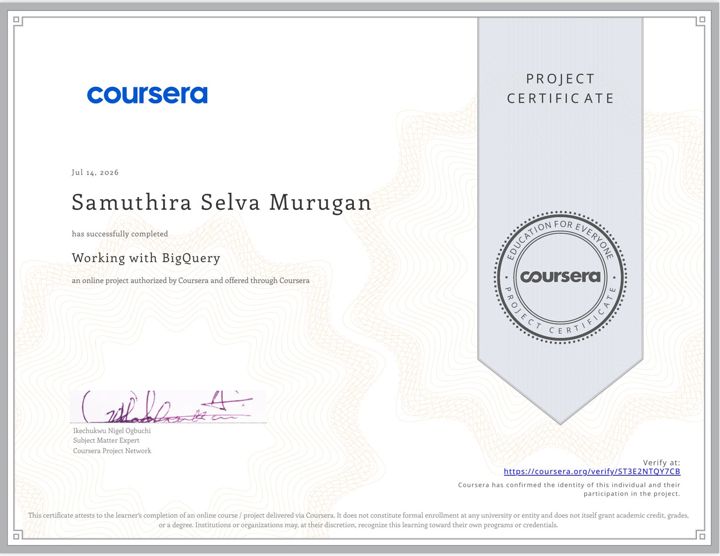 coursera
PROJECT
CERTIFICATE
Jul 14, 2026
Samuthira Selva Murugan
has successfully completed
Working with BigQuery
an online project authorized by Coursera and offered through Coursera
EDUCATION FOR EVERYONE
coursera
PROJECT CERTIFICATE
Ikechukwu Nigel Ogbuchi
Subject Matter Expert
Coursera Project Network
Verify at:
https://coursera.org/verify/ST3E2NTQY7CB
Coursera has confirmed the identity of this individual and their
participation in the project.
This certificate attests to the learner's completion of an online course / project delivered via Coursera. It does not constitute formal enrollment at any university or entity and does not itself grant academic credit, grades,
or a degree. Institutions or organizations may, at their discretion, recognize this learning toward their own programs or credentials.